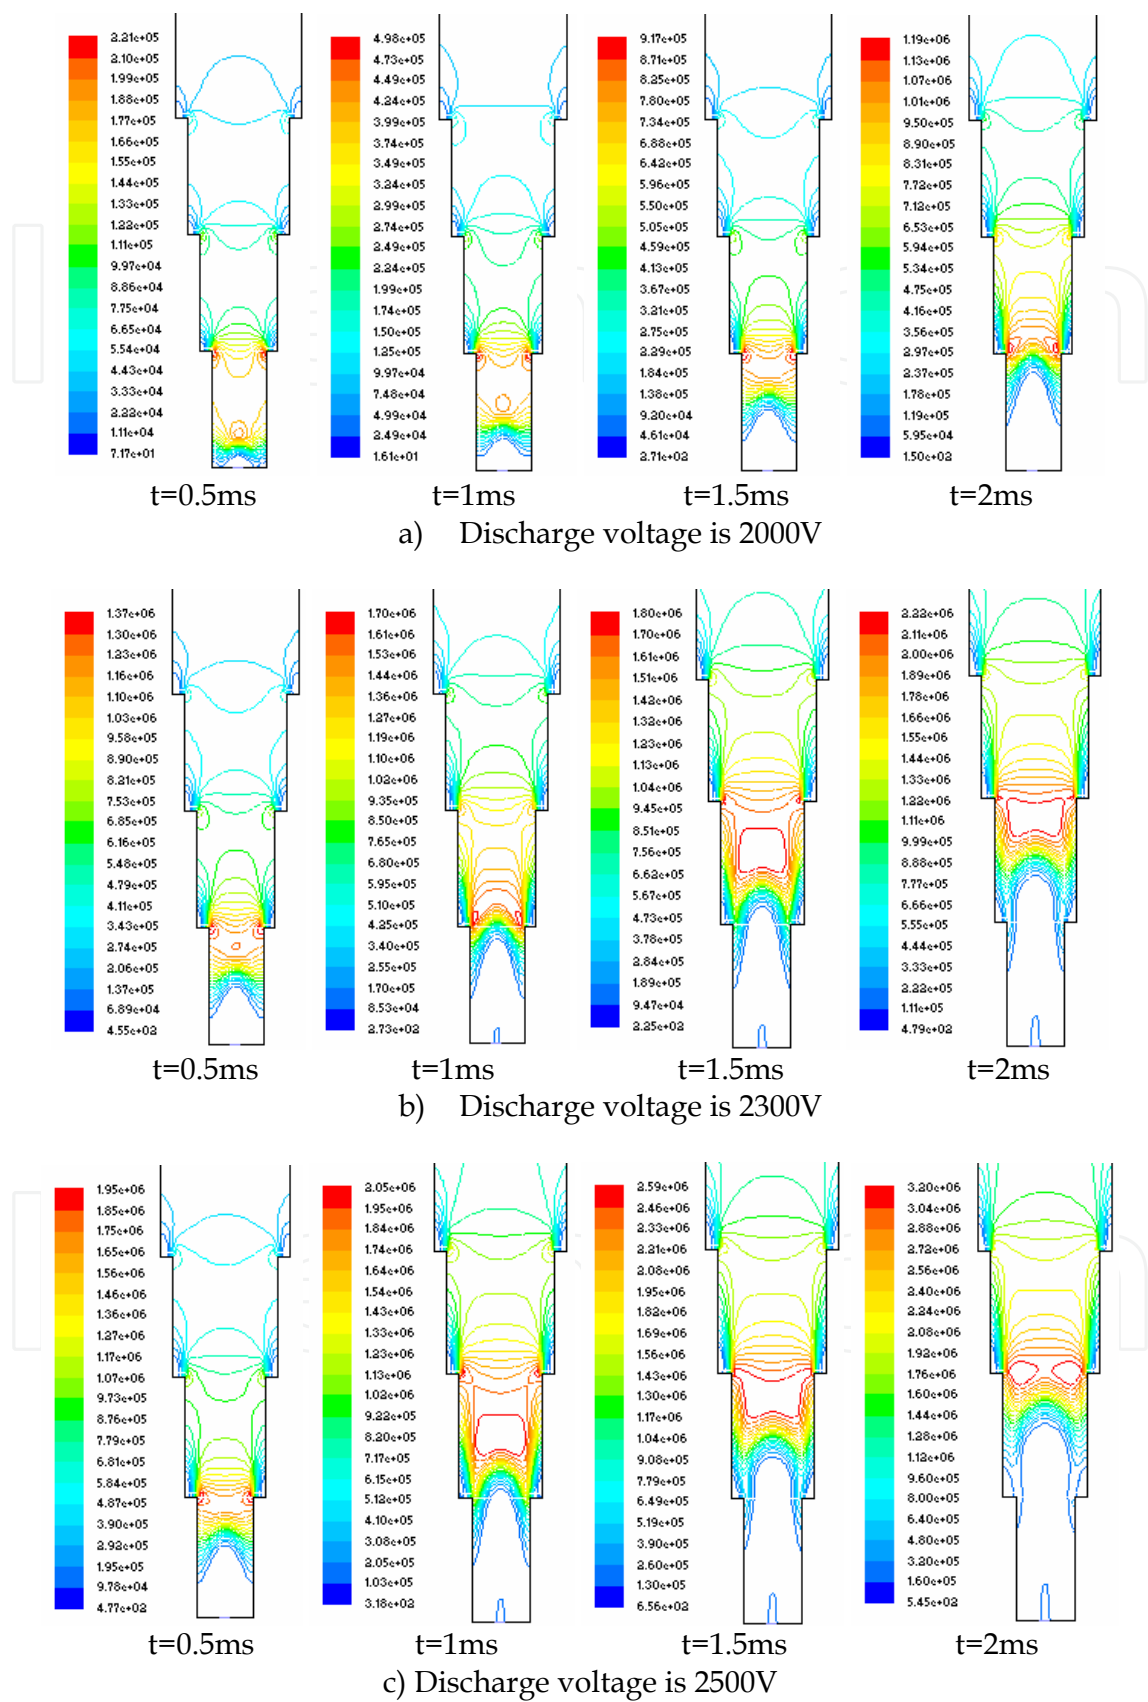 2.21e+05
2.10e+05
1.99e+05
1.88e+05
1.77e+05
1.66e+05
1.55e+05
1.44e+05
1.33e+05
1.22e+05
1.11e+05
9.97e+04
8.86e+04
7.75e+04
6.65e+04
5.54e+04
4.43e+04
3.33e+04
2.22e+04
1.11e+04
7.17e+01
4.98e+05
4.73e+05
4.49e+05
4.24e+05
3.99e+05
3.74e+05
3.49e+05
3.24e+05
2.99e+05
2.74e+05
2.49e+05
2.24e+05
1.99e+05
1.74e+05
1.50e+05
1.25e+05
9.97e+04
7.48e+04
4.99e+04
2.49e+04
1.61e+01
9.17e+05
8.71e+05
8.25e+05
7.80e+05
7.34e+05
6.88e+05
6.42e+05
5.96e+05
5.50e+05
5.05e+05
4.59e+05
4.13e+05
3.67e+05
3.21e+05
2.75e+05
2.29e+05
1.84e+05
1.38e+05
9.20e+04
4.61e+04
2.71e+02
1.19e+06
1.13e+06
1.07e+06
1.01e+06
9.50e+05
8.90e+05
8.31e+05
7.72e+05
7.12e+05
6.53e+05
5.94e+05
5.34e+05
4.75e+05
4.16e+05
3.56e+05
2.97e+05
2.37e+05
1.78e+05
1.19e+05
5.95e+04
1.50e+02
t=0.5ms t=1ms t=1.5ms t=2ms
a) Discharge voltage is 2000V
1.37e+06
1.30e+06
1.23e+06
1.16e+06
1.10e+06
1.03e+06
9.58e+05
8.90e+05
8.21e+05
7.53e+05
6.85e+05
6.16e+05
5.48e+05
4.79e+05
4.11e+05
3.43e+05
2.74e+05
2.06e+05
1.37e+05
6.89e+04
4.55e+02
1.70e+06
1.61e+06
1.53e+06
1.44e+06
1.36e+06
1.27e+06
1.19e+06
1.10e+06
1.02e+06
9.35e+05
8.50e+05
7.65e+05
6.80e+05
5.95e+05
5.10e+05
4.25e+05
3.40e+05
2.55e+05
1.70e+05
8.53e+04
2.73e+02
1.80e+06
1.70e+06
1.61e+06
1.51e+06
1.42e+06
1.32e+06
1.23e+06
1.13e+06
1.04e+06
9.45e+05
8.51e+05
7.56e+05
6.62e+05
5.67e+05
4.73e+05
3.78e+05
2.84e+05
1.89e+05
9.47e+04
2.25e+02
2.22e+06
2.11e+06
2.00e+06
1.89e+06
1.78e+06
1.66e+06
1.55e+06
1.44e+06
1.33e+06
1.22e+06
1.11e+06
9.99e+05
8.88e+05
7.77e+05
6.66e+05
5.55e+05
4.44e+05
3.33e+05
2.22e+05
1.11e+05
4.79e+02
t=0.5ms t=1ms t=1.5ms t=2ms
b) Discharge voltage is 2300V
1.95e+06
1.85e+06
1.75e+06
1.65e+06
1.56e+06
1.46e+06
1.36e+06
1.27e+06
1.17e+06
1.07e+06
9.73e+05
8.76e+05
7.79e+05
6.81e+05
5.84e+05
4.87e+05
3.90e+05
2.92e+05
1.95e+05
9.78e+04
4.77e+02
2.05e+06
1.95e+06
1.84e+06
1.74e+06
1.64e+06
1.54e+06
1.43e+06
1.33e+06
1.23e+06
1.13e+06
1.02e+06
9.22e+05
8.20e+05
7.17e+05
6.15e+05
5.12e+05
4.10e+05
3.08e+05
2.05e+05
1.03e+05
3.18e+02
2.59e+06
2.46e+06
2.33e+06
2.21e+06
2.08e+06
1.95e+06
1.82e+06
1.69e+06
1.56e+06
1.43e+06
1.30e+06
1.17e+06
1.04e+06
9.08e+05
7.79e+05
6.49e+05
5.19e+05
3.90e+05
2.60e+05
1.30e+05
6.56e+02
3.20e+06
3.04e+06
2.88e+06
2.72e+06
2.56e+06
2.40e+06
2.24e+06
2.08e+06
1.92e+06
1.76e+06
1.60e+06
1.44e+06
1.28e+06
1.12e+06
9.60e+05
8.00e+05
6.40e+05
4.80e+05
3.20e+05
1.60e+05
5.45e+02
t=0.5ms t=1ms t=1.5ms t=2ms
c) Discharge voltage is 2500V